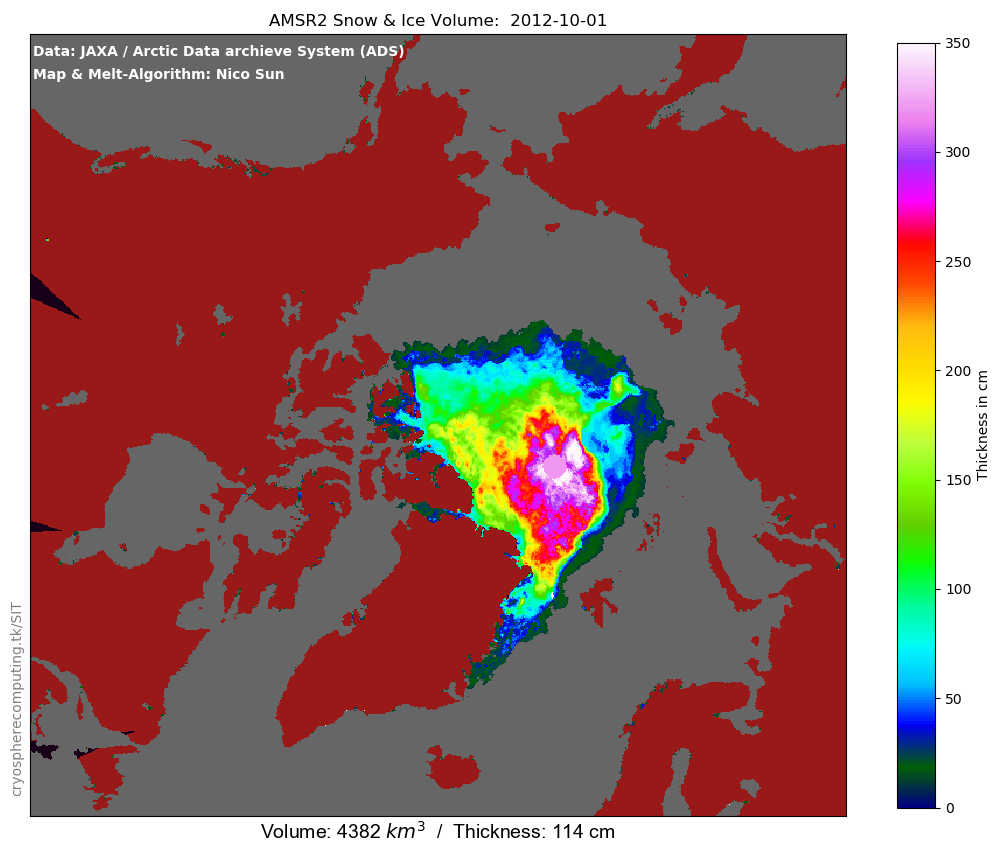 AMSR2 Snow & Ice Volume:  2012-10-01
Data: JAXA / Arctic Data archieve System (ADS)
Map & Melt-Algorithm: Nico Sun
350
300
250
200
150
100
50
0
Thickness in cm
cryospherecomputing.tk/SIT
Volume: 4382 km³  /  Thickness: 114 cm